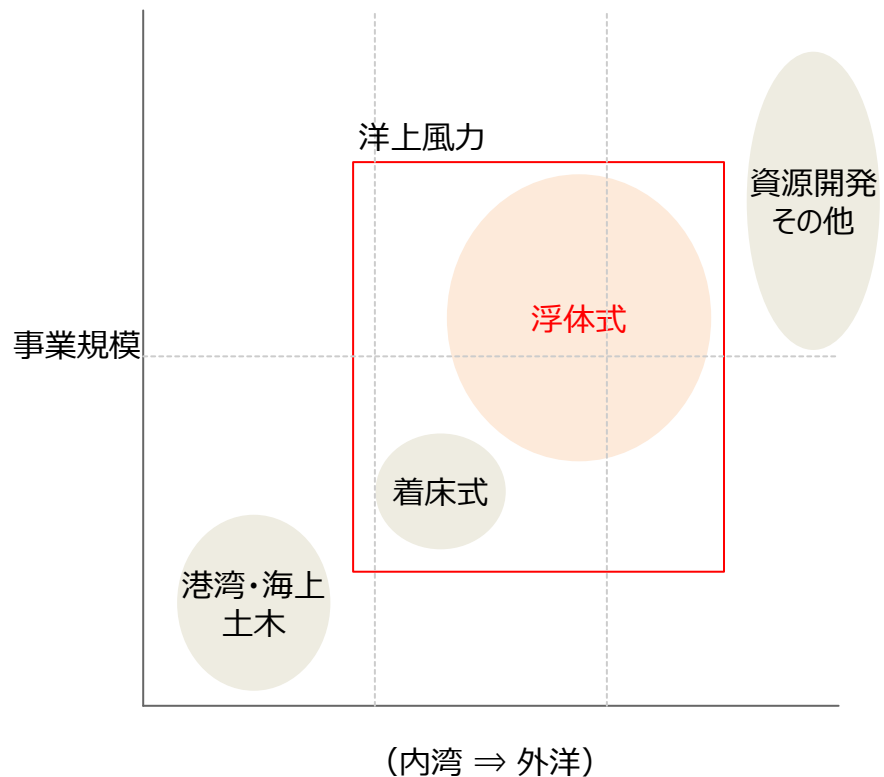 洋上風力
資源開発
その他
浮体式
事業規模
着床式
港湾・海上
土木
（内湾 ⇒ 外洋）